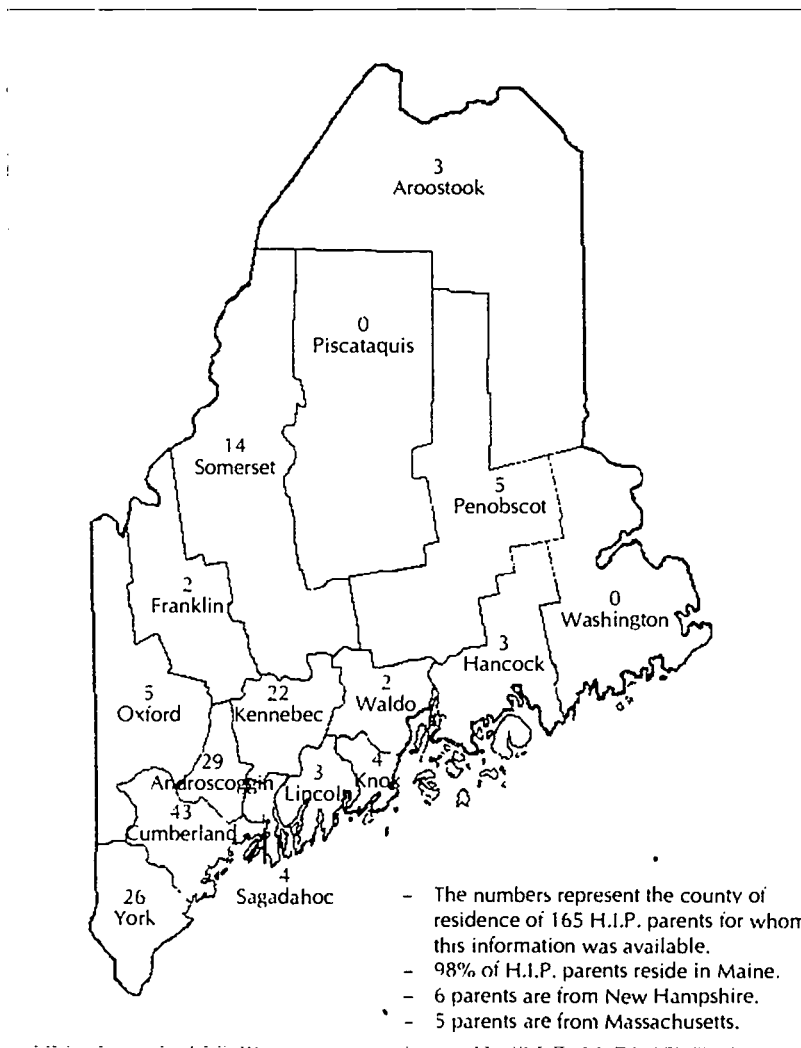 3
Aroostook
0
Piscataquis
14
Somerset
5
Penobscot
2
Franklin
0
Washington
3
Hancock
5
Oxford
22
Kennebec
2
Waldo
29
Androscoggin
3
Lincoln
4
Knox
43
Cumberland
26
York
4
Sagadahoc
– The numbers represent the county of
residence of 165 H.I.P. parents for whom
this information was available.
– 98% of H.I.P. parents reside in Maine.
– 6 parents are from New Hampshire.
– 5 parents are from Massachusetts.